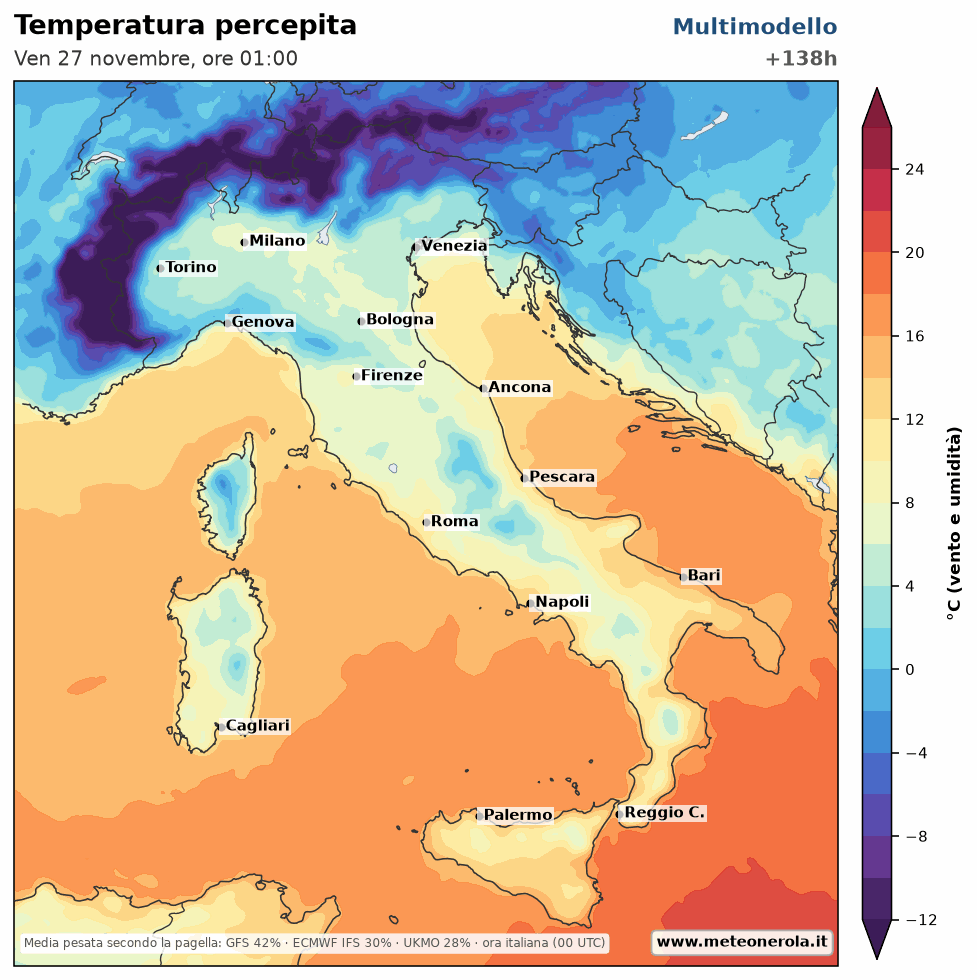 Temperatura percepita
Multimodello
Ven 27 novembre, ore 01:00
+138h
Milano
Venezia
Torino
Genova
Bologna
Firenze
Ancona
Pescara
Roma
Bari
Napoli
Cagliari
Palermo
Reggio C.
24
20
16
12
8
4
0
−4
−8
−12
°C (vento e umidità)
Media pesata secondo la pagella: GFS 42% · ECMWF IFS 30% · UKMO 28% · ora italiana (00 UTC)
www.meteonerola.it